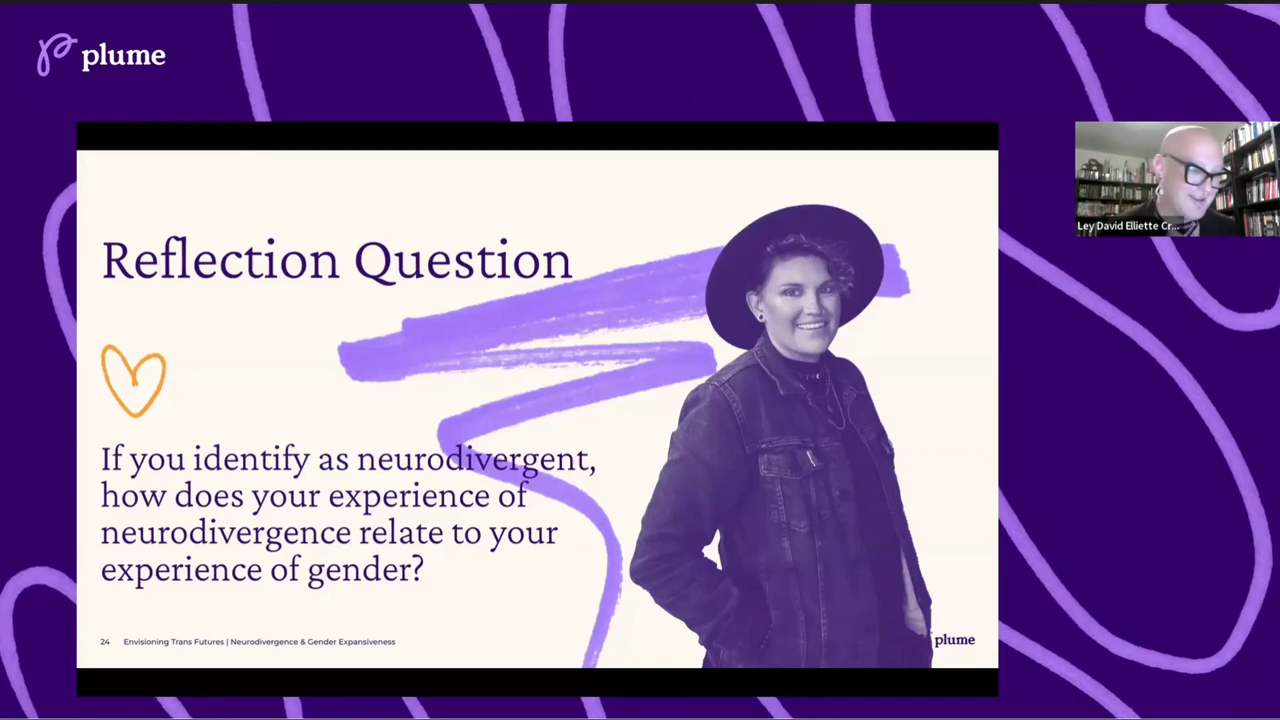 plume
Reflection Question
If you identify as neurodivergent,
how does your experience of
neurodivergence relate to your
experience of gender?
24 Envisioning Trans Futures | Neurodivergence & Gender Expansiveness
plume
Ley David Elliette Cr...